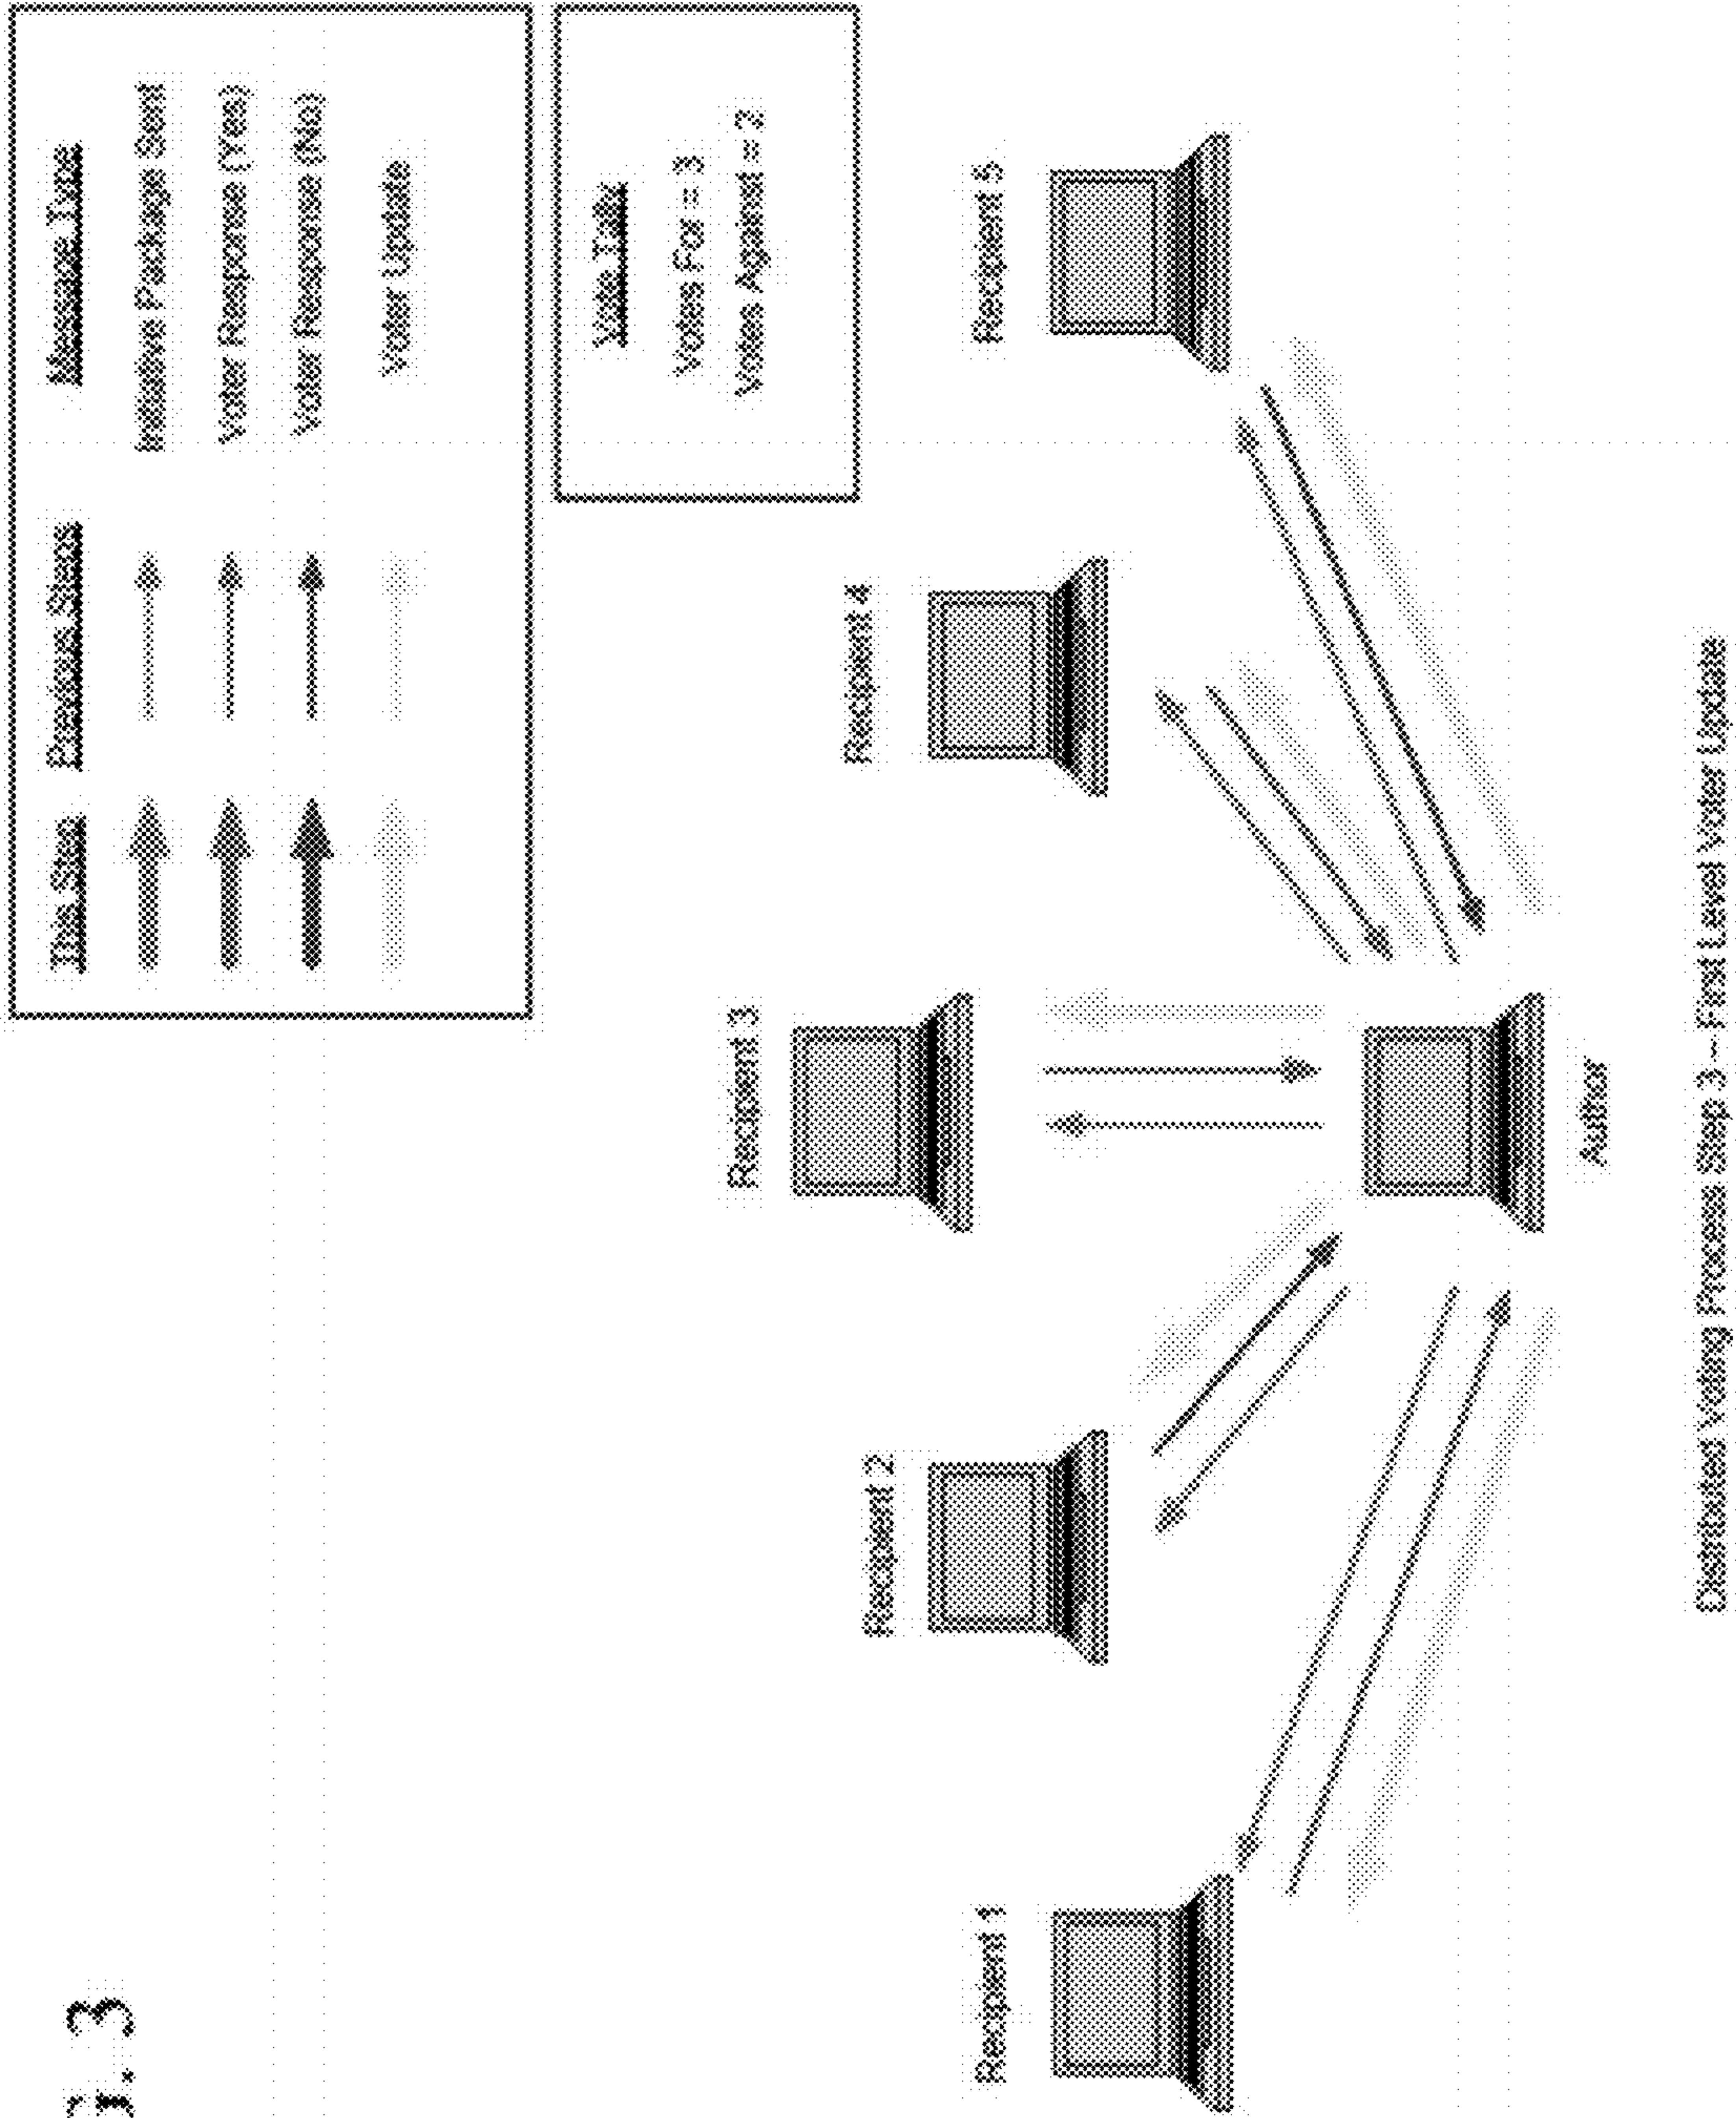 . 3
This Step Previous Steps Message Type
Initiative Package Sent
Voter Response (Yes)
Voter Response (No)
Voter Update
Vote Tally
Votes For = 3
Votes Against = 2
Recipient 3
Recipient 4
Recipient 2
Recipient 5
Recipient 1
Author
Distributed Voting Process Step 3 - First Level Voter Update